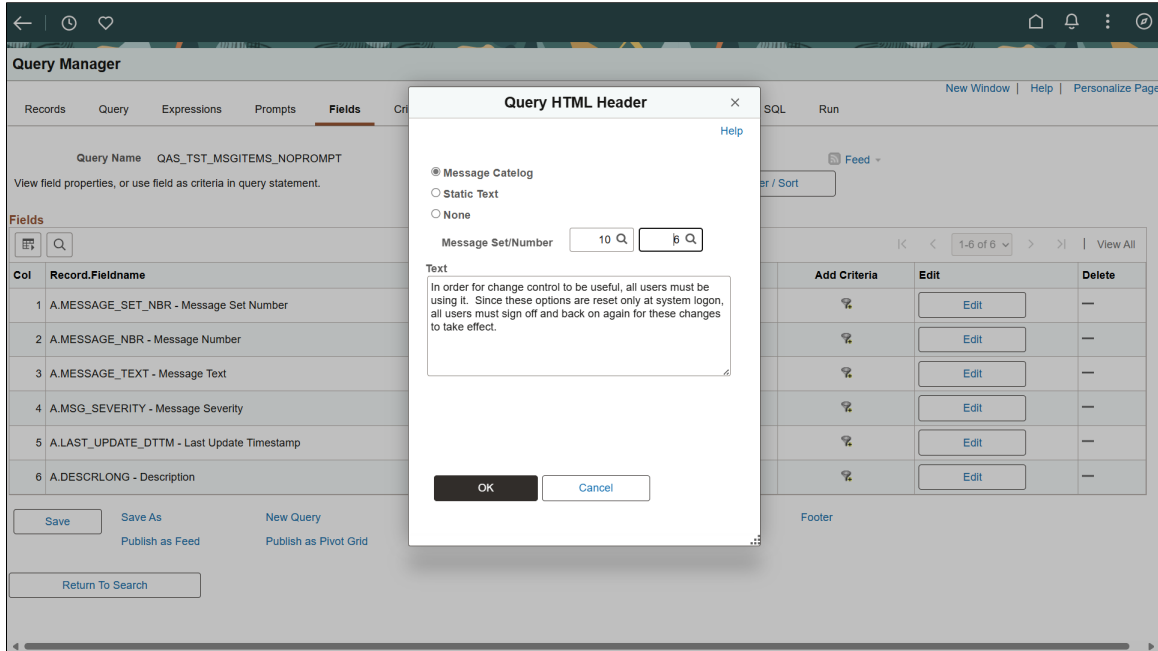 Query Manager
New Window | Help | Personalize Page
Records Query Expressions Prompts Fields Cri SQL Run
Query Name QAS_TST_MSGITEMS_NOPROMPT Feed
View field properties, or use field as criteria in query statement. er / Sort
Fields
1-6 of 6 | View All
Col Record.Fieldname Add Criteria Edit Delete
1 A.MESSAGE_SET_NBR - Message Set Number Edit
2 A.MESSAGE_NBR - Message Number Edit
3 A.MESSAGE_TEXT - Message Text Edit
4 A.MSG_SEVERITY - Message Severity Edit
5 A.LAST_UPDATE_DTTM - Last Update Timestamp Edit
6 A.DESCRLONG - Description Edit
Save Save As New Query Footer
Publish as Feed Publish as Pivot Grid
Return To Search
Query HTML Header
Help
Message Catelog
Static Text
None
Message Set/Number 10 6
Text
In order for change control to be useful, all users must be
using it. Since these options are reset only at system logon,
all users must sign off and back on again for these changes
to take effect.
OK Cancel